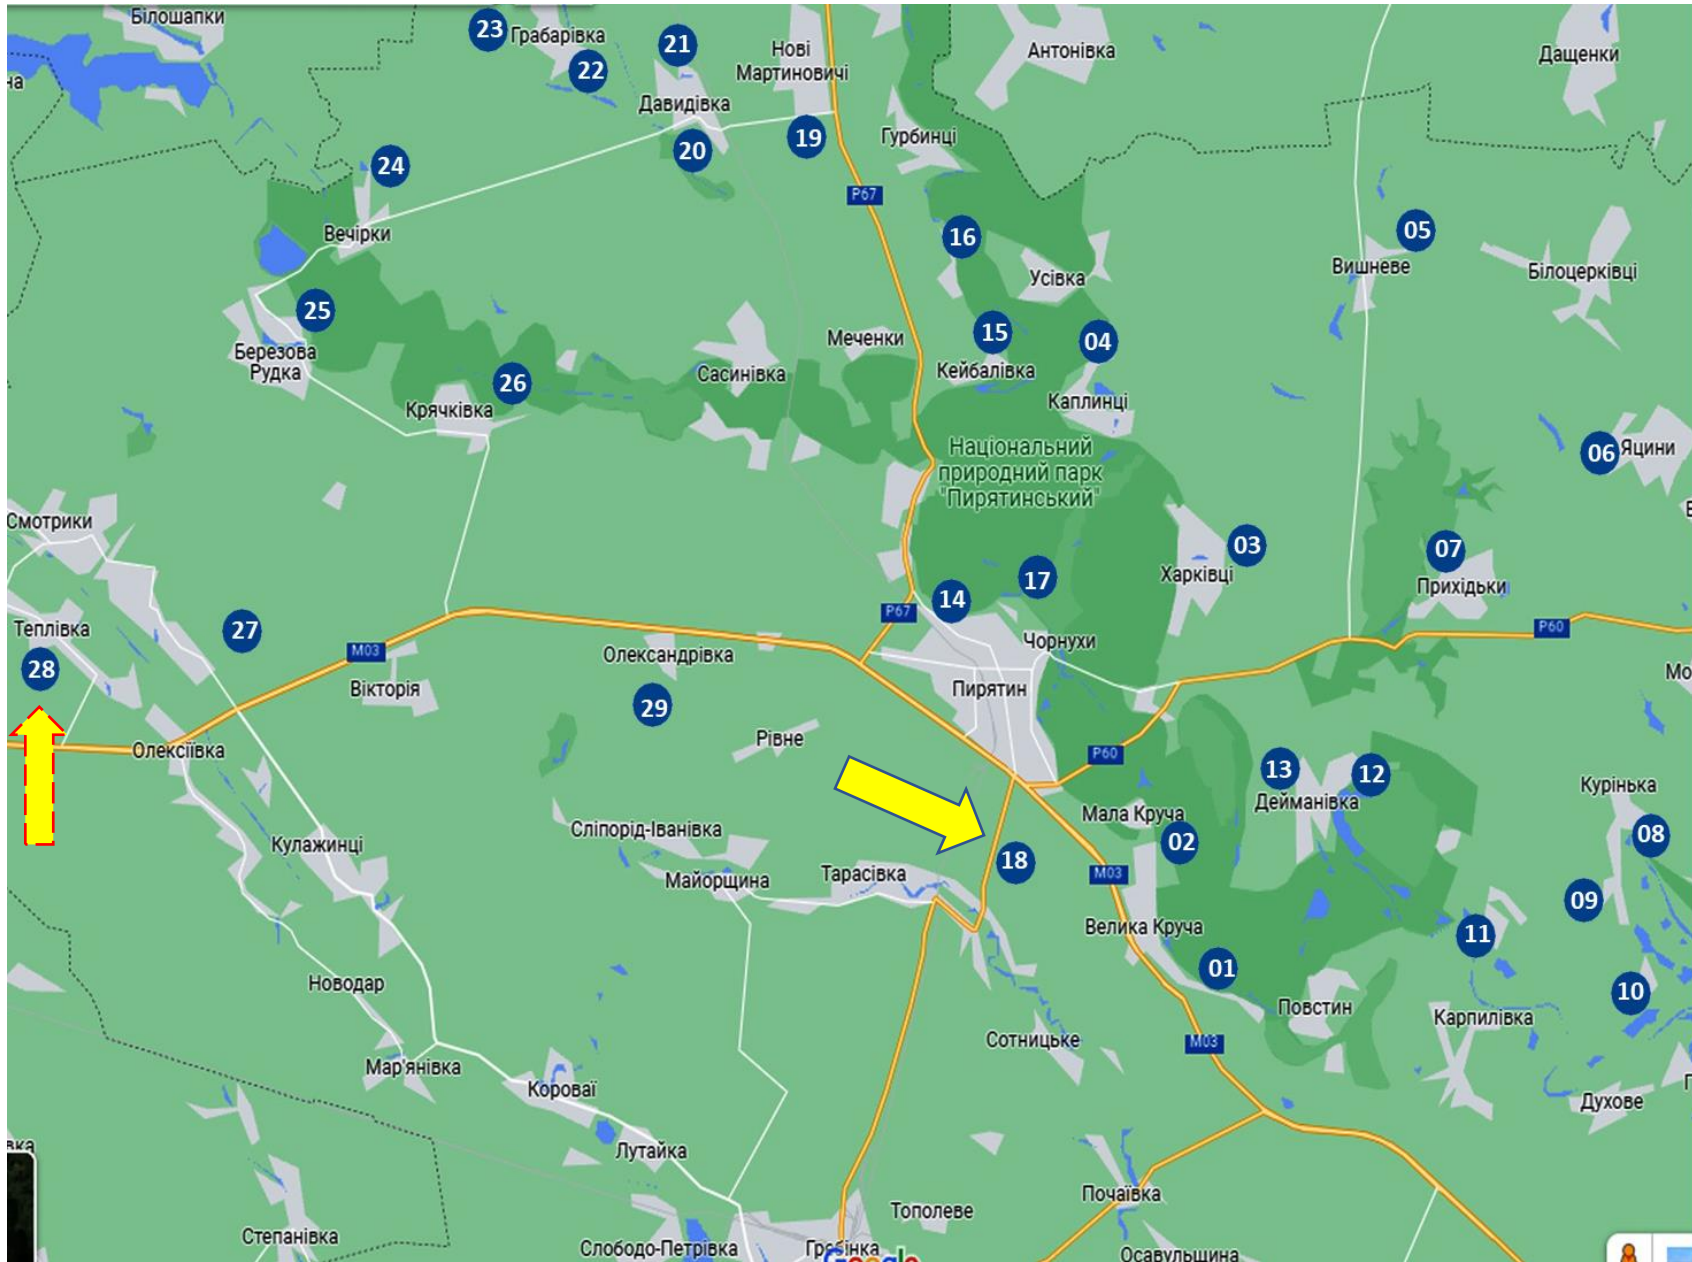 Білошапки
23
Грабарівка
21
Нові
Мартиновичі
Антонівка
Дащенки
22
Давидівка
19
Гурбинці
20
24
P67
Вечірки
16
Усівка
05
Вишневе
Білоцерківці
25
Березова
Рудка
Меченки
15
04
Кейбалівка
26
Сасинівка
Крячківка
Каплинці
Національний
природний парк
"Пирятинський"
06
Яцини
Смотрики
03
07
Харківці
17
Прихідьки
14
P67
Теплівка
27
28
M03
Вікторія
Олександрівка
29
Чорнухи
Пирятин
P60
Мо
Олексіївка
Рівне
P60
13
12
Дейманівка
Курінька
Мала Круча
02
08
Сліпорід-Іванівка
Кулажинці
Майорщина
Тарасівка
18
M03
09
Велика Круча
11
01
10
Новодар
Повстин
Карпилівка
Сотницьке
M03
Мар'янівка
Короваї
Духове
вка
Лутайка
Почаївка
Тополеве
Степанівка
Слободо-Петрівка
Гребінка
Google
Осавульщина